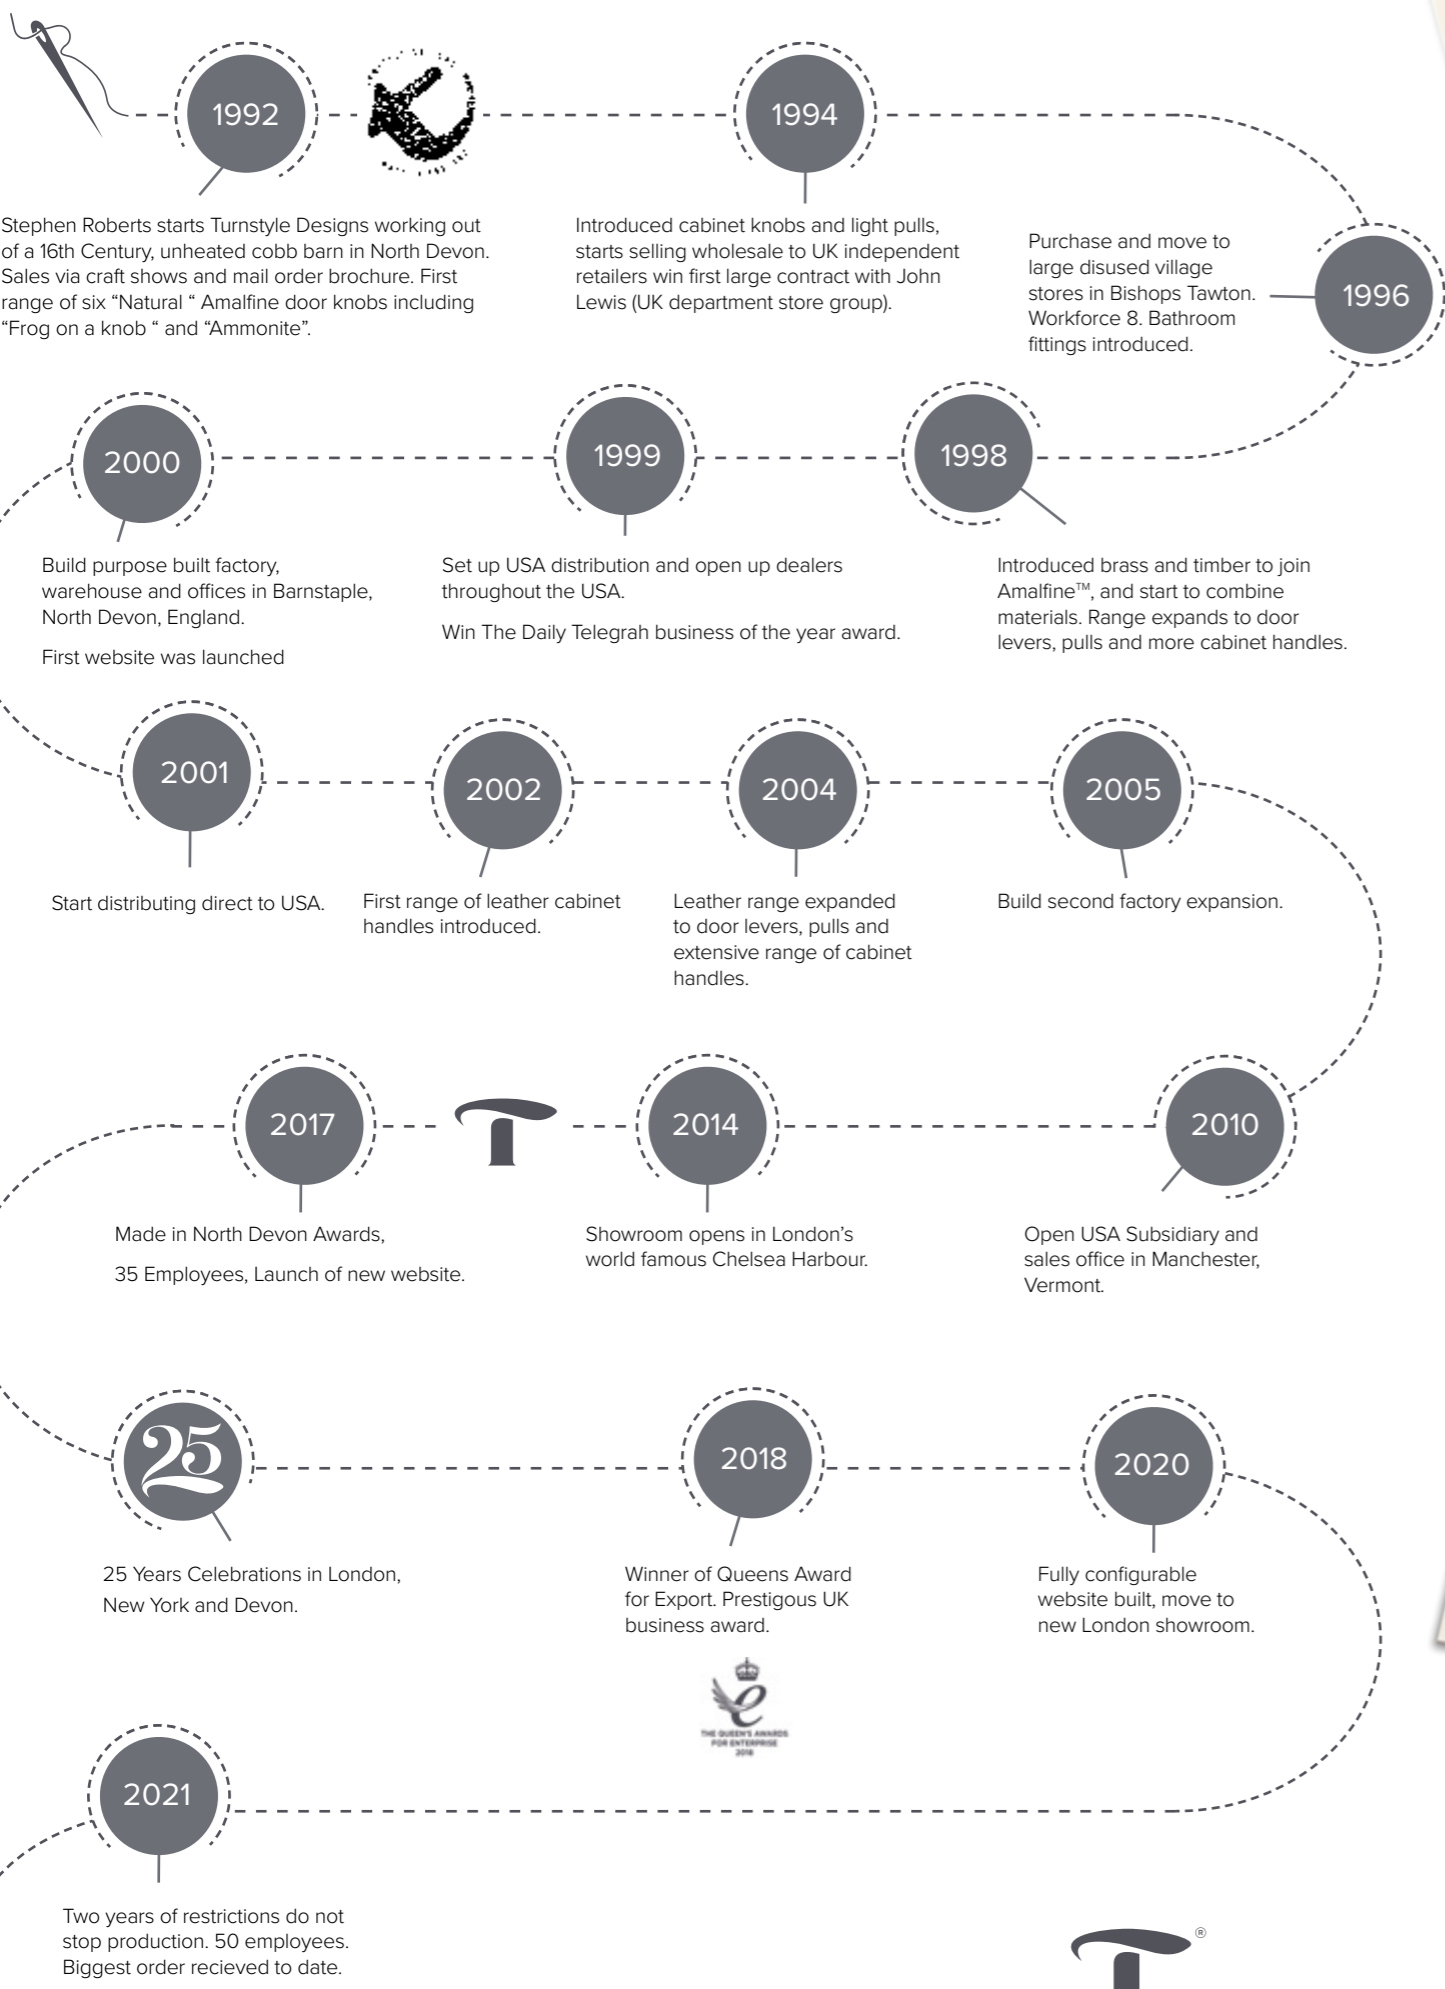 1992
Stephen Roberts starts Turnstyle Designs working out
of a 16th Century, unheated cobb barn in North Devon.
Sales via craft shows and mail order brochure. First
range of six “Natural “ Amalfine door knobs including
“Frog on a knob “ and “Ammonite”.
1994
Introduced cabinet knobs and light pulls,
starts selling wholesale to UK independent
retailers win first large contract with John
Lewis (UK department store group).
1996
Purchase and move to
large disused village
stores in Bishops Tawton.
Workforce 8. Bathroom
fittings introduced.
1998
Introduced brass and timber to join
Amalfine™, and start to combine
materials. Range expands to door
levers, pulls and more cabinet handles.
1999
Set up USA distribution and open up dealers
throughout the USA.
Win The Daily Telegrah business of the year award.
2000
Build purpose built factory,
warehouse and offices in Barnstaple,
North Devon, England.
First website was launched
2001
Start distributing direct to USA.
2002
First range of leather cabinet
handles introduced.
2004
Leather range expanded
to door levers, pulls and
extensive range of cabinet
handles.
2005
Build second factory expansion.
2010
Open USA Subsidiary and
sales office in Manchester,
Vermont.
2014
Showroom opens in London’s
world famous Chelsea Harbour.
T
2017
Made in North Devon Awards,
35 Employees, Launch of new website.
25
25 Years Celebrations in London,
New York and Devon.
2018
Winner of Queens Award
for Export. Prestigous UK
business award.
THE QUEEN’S AWARDS
FOR ENTERPRISE
2018
2020
Fully configurable
website built, move to
new London showroom.
2021
Two years of restrictions do not
stop production. 50 employees.
Biggest order recieved to date.
T®